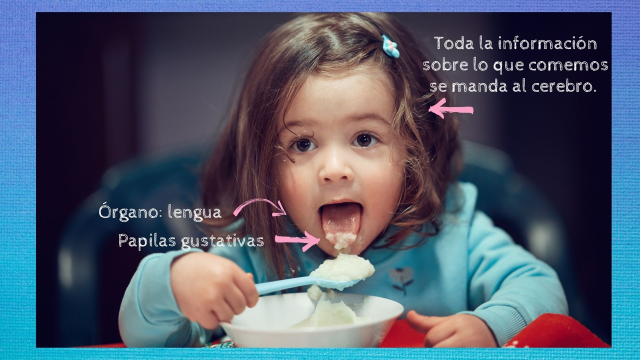 Toda la información
sobre lo que comemos
se manda al cerebro.
Órgano: lengua
Papilas gustativas